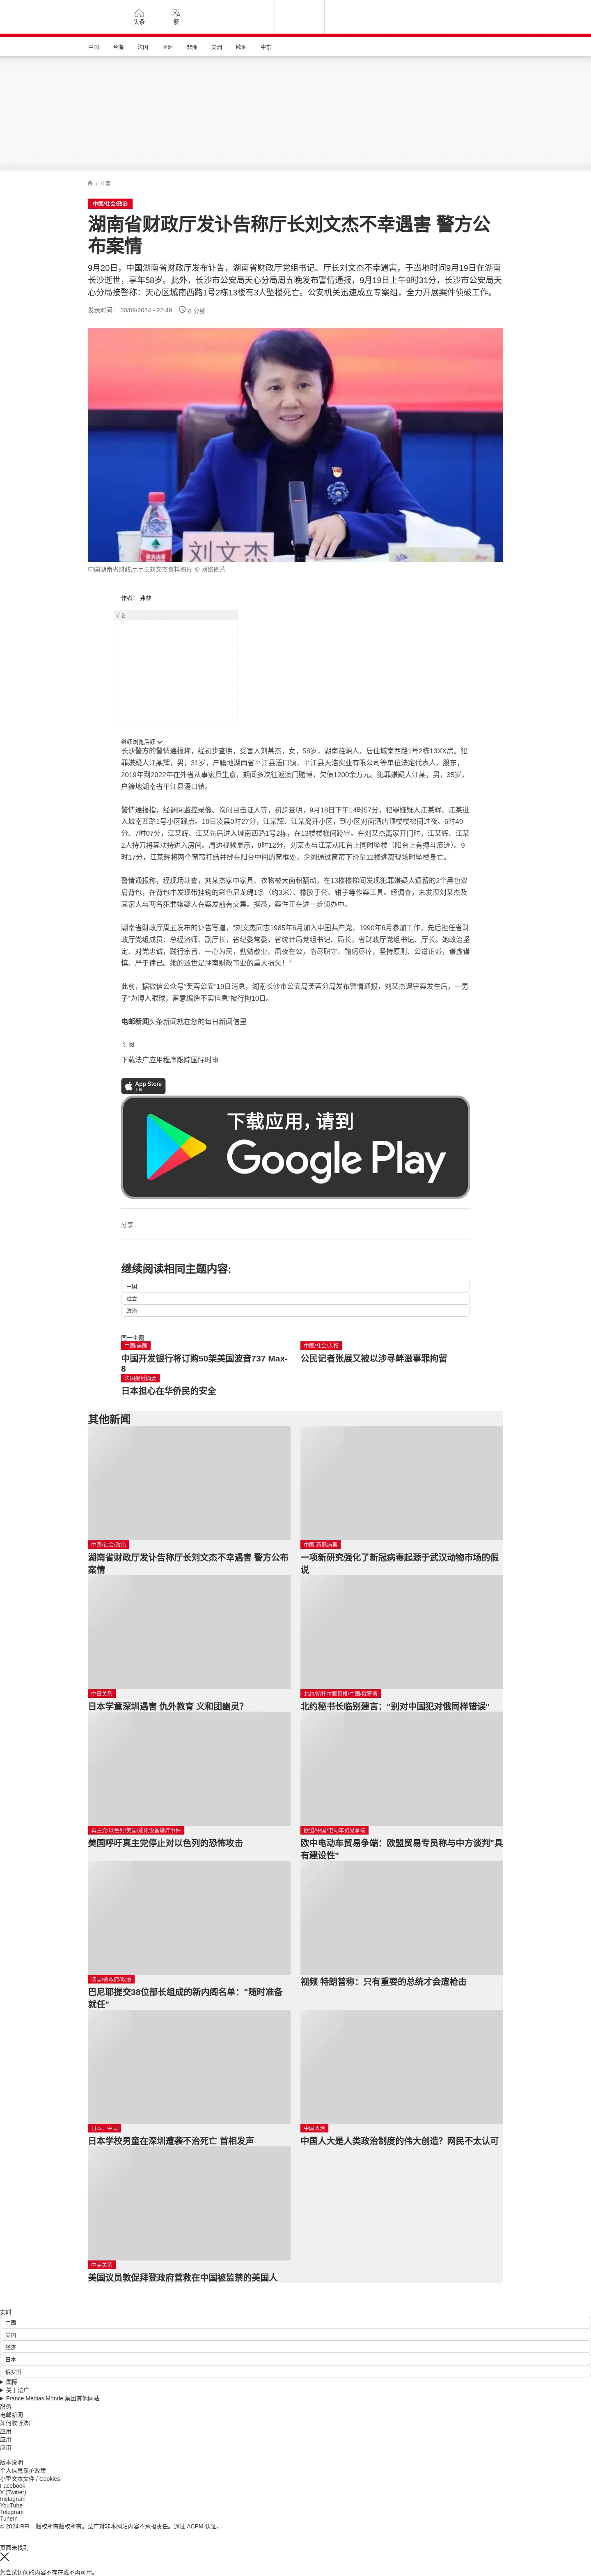 头条
繁
中国
台海
法国
亚洲
非洲
美洲
欧洲
中东
/ 中国
中国/社会/政治
湖南省财政厅发讣告称厅长刘文杰不幸遇害 警方公
布案情
9月20日，中国湖南省财政厅发布讣告，湖南省财政厅党组书记、厅长刘文杰不幸遇害，于当地时间9月19日在湖南
长沙逝世，享年58岁。此外，长沙市公安局天心分局周五晚发布警情通报，9月19日上午9时31分，长沙市公安局天
心分局接警称：天心区城南西路1号2栋13楼有3人坠楼死亡。公安机关迅速成立专案组，全力开展案件侦破工作。
发表时间： 20/09/2024 - 22:49 6 分钟
刘文杰
中国湖南省财政厅厅长刘文杰资料图片 © 网络图片
作者： 弗林
广告
继续浏览后续
长沙警方的警情通报称，经初步查明，受害人刘某杰，女，58岁，湖南涟源人，居住城南西路1号2栋13XX房。犯
罪嫌疑人江某辉，男，31岁，户籍地湖南省平江县浯口镇，平江县天浩实业有限公司等单位法定代表人、股东，
2019年到2022年在外省从事家具生意，期间多次往返澳门赌博，欠债1200余万元。犯罪嫌疑人江某，男，35岁，
户籍地湖南省平江县浯口镇。
警情通报指，经调阅监控录像、询问目击证人等，初步查明，9月18日下午14时57分，犯罪嫌疑人江某辉、江某进
入城南西路1号小区踩点。19日凌晨0时27分，江某辉、江某离开小区，到小区对面酒店顶楼楼梯间过夜。6时49
分、7时07分，江某辉、江某先后进入城南西路1号2栋，在13楼楼梯间蹲守。在刘某杰离家开门时，江某辉、江某
2人持刀将其劫持进入房间。周边视频显示，9时12分，刘某杰与江某从阳台上同时坠楼（阳台上有搏斗痕迹）。9
时17分，江某辉将两个窗帘打结并绑在阳台中间的窗框处，企图通过窗帘下滑至12楼逃离现场时坠楼身亡。
警情通报称，经现场勘查，刘某杰家中家具、衣物被大面积翻动，在13楼楼梯间发现犯罪嫌疑人遗留的2个黑色双
肩背包，在背包中发现带挂钩的彩色尼龙绳1条（约3米）、橡胶手套、钳子等作案工具。经调查，未发现刘某杰及
其家人与两名犯罪嫌疑人在案发前有交集。据悉，案件正在进一步侦办中。
湖南省财政厅周五发布的讣告写道，“刘文杰同志1985年6月加入中国共产党，1990年6月参加工作，先后担任省财
政厅党组成员、总经济师、副厅长，省纪委常委，省统计局党组书记、局长，省财政厅党组书记、厅长。她政治坚
定、对党忠诚，践行宗旨、一心为民，勤勉敬业、夙夜在公，恪尽职守、鞠躬尽瘁，坚持原则、公道正派，谦虚谨
慎、严于律己。她的逝世是湖南财政事业的重大损失！”
此前，据微信公众号“芙蓉公安”19日消息，湖南长沙市公安局芙蓉分局发布警情通报，刘某杰遇害案发生后，一男
子“为博人眼球，蓄意编造不实信息”被行拘10日。
电邮新闻头条新闻就在您的每日新闻信里
订阅
下载法广应用程序跟踪国际时事
App Store
下载
下载应用，请到
Google Play
分享 :
继续阅读相同主题内容:
中国
社会
政治
同一主题
中国/美国
中国开发银行将订购50架美国波音737 Max-
8
中国/社会/人权
公民记者张展又被以涉寻衅滋事罪拘留
法国报纸摘要
日本担心在华侨民的安全
其他新闻
中国/社会/政治
湖南省财政厅发讣告称厅长刘文杰不幸遇害 警方公布
案情
中国-新冠病毒
一项新研究强化了新冠病毒起源于武汉动物市场的假
说
中日关系
日本学童深圳遇害 仇外教育 义和团幽灵?
北约/斯托尔滕贝格/中国/俄罗斯
北约秘书长临别建言："别对中国犯对俄同样错误"
真主党/以色列/美国/通讯设备爆炸事件
美国呼吁真主党停止对以色列的恐怖攻击
欧盟/中国/电动车贸易争端
欧中电动车贸易争端：欧盟贸易专员称与中方谈判"具
有建设性"
法国/新政府/政治
巴尼耶提交38位部长组成的新内阁名单："随时准备
就任"
视频 特朗普称：只有重要的总统才会遭枪击
日本、中国
日本学校男童在深圳遭袭不治死亡 首相发声
中国政治
中国人大是人类政治制度的伟大创造？网民不太认可
中美关系
美国议员敦促拜登政府营救在中国被监禁的美国人
实时
中国
美国
经济
日本
俄罗斯
国际
关于法广
France Médias Monde 集团其他网站
服务
电邮新闻
如何收听法广
应用
应用
应用
版本说明
个人信息保护政策
小型文本文件 / Cookies
Facebook
X (Twitter)
Instagram
YouTube
Telegram
TuneIn
© 2024 RFI – 版权所有版权所有。法广对非本网站内容不承担责任。通过 ACPM 认证。
页面未找到
您尝试访问的内容不存在或不再可用。